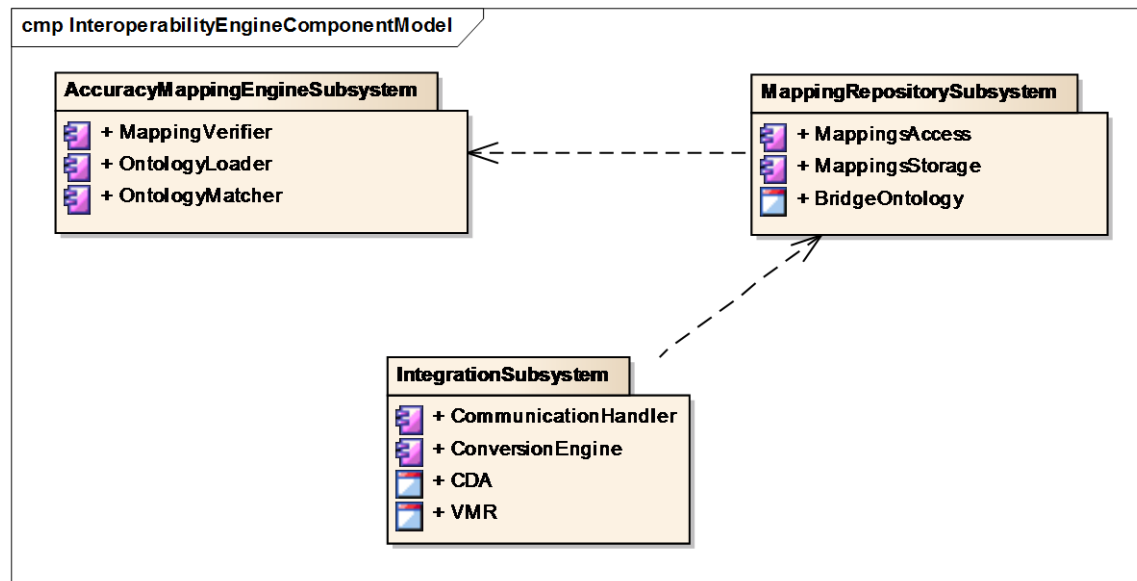 cmp InteroperabilityEngineComponentModel
AccuracyMappingEngineSubsystem
+ MappingVerifier
+ OntologyLoader
+ OntologyMatcher
MappingRepositorySubsystem
+ MappingsAccess
+ MappingsStorage
+ BridgeOntology
IntegrationSubsystem
+ CommunicationHandler
+ ConversionEngine
+ CDA
+ VMR